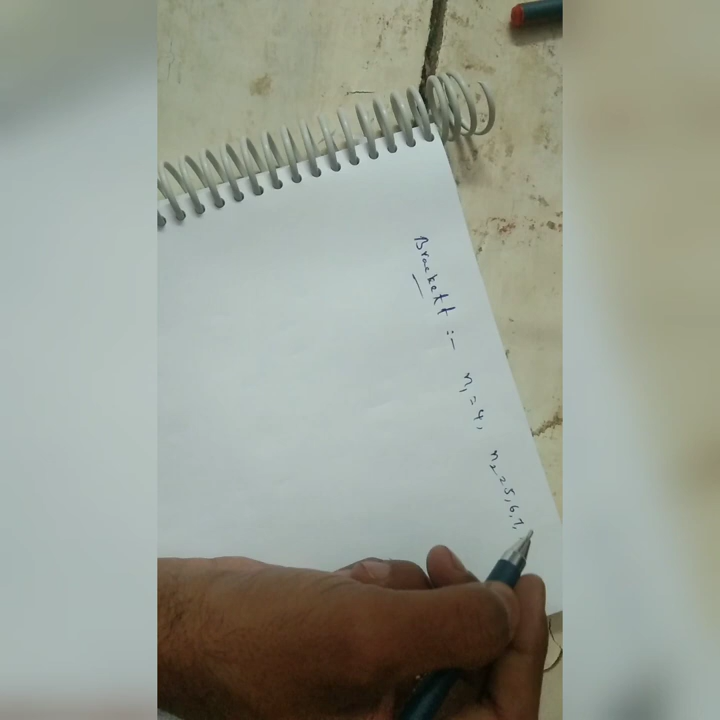 Brackett :- n₁ = 4, n₂ = 5, 6, 7,